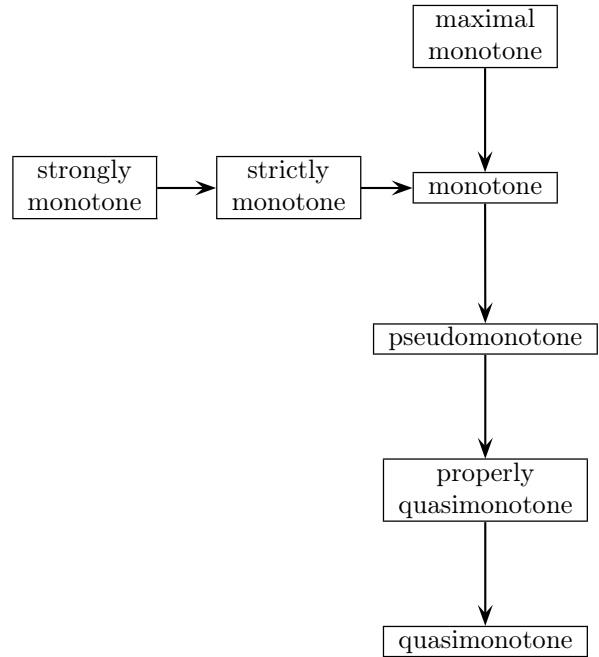 maximal
monotone
strongly
monotone
strictly
monotone
monotone
pseudomonotone
properly
quasimonotone
quasimonotone